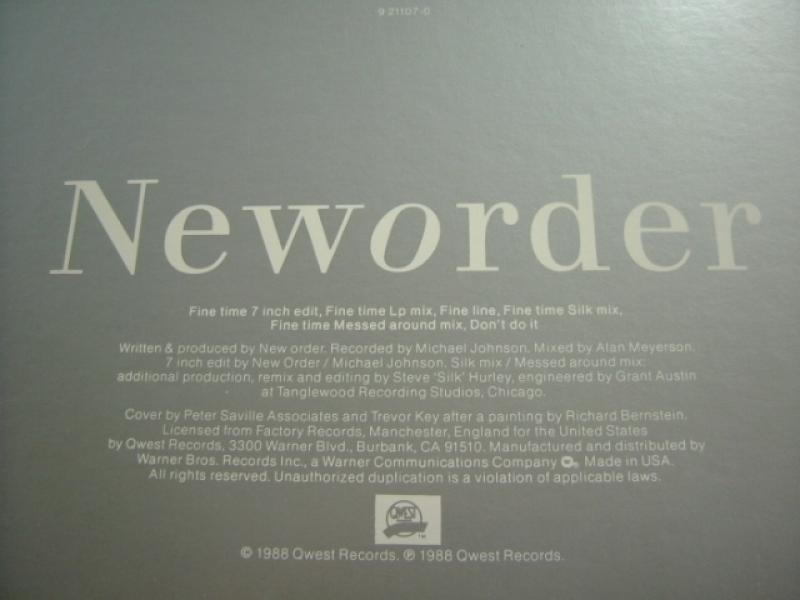 9 21107-0
Neworder
Fine time 7 inch edit, Fine time Lp mix, Fine line, Fine time Silk mix,
Fine time Messed around mix, Don't do it
Written & produced by New order. Recorded by Michael Johnson. Mixed by Alan Meyerson.
7 inch edit by New Order / Michael Johnson. Silk mix / Messed around mix:
additional production, remix and editing by Steve 'Silk' Hurley, engineered by Grant Austin
at Tanglewood Recording Studios, Chicago.
Cover by Peter Saville Associates and Trevor Key after a painting by Richard Bernstein.
Licensed from Factory Records, Manchester, England for the United States
by Qwest Records, 3300 Warner Blvd., Burbank, CA 91510. Manufactured and distributed by
Warner Bros. Records Inc., a Warner Communications Company. Made in USA.
All rights reserved. Unauthorized duplication is a violation of applicable laws.
QWEST
TM
© 1988 Qwest Records. ℗ 1988 Qwest Records.